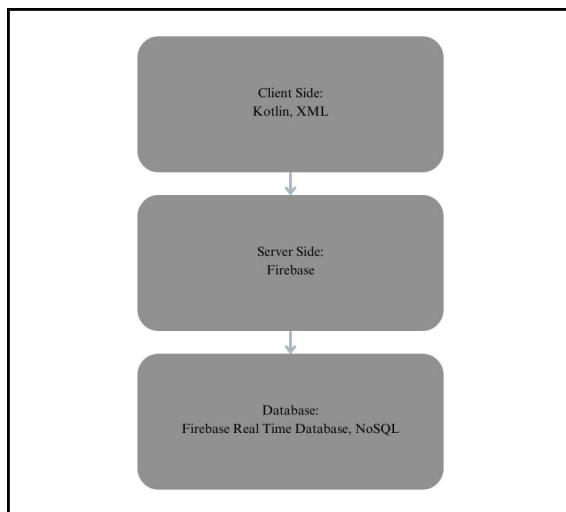 Client Side:
Kotlin, XML
Server Side:
Firebase
Database:
Firebase Real Time Database, NoSQL